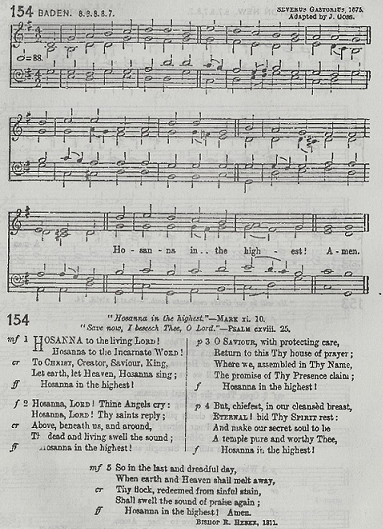 154 BADEN. 8.8.8.8.7.
SEVERUS GASTORIUS, 1675.
Adapted by J. GOSS.
=88.
Ho - san - na in . . the high - est! A - men.
154
"Hosanna in the highest."—MARK xi. 10.
"Save now, I beseech Thee, O Lord."—PSALM cxviii. 25.
mf 1 HOSANNA to the living LORD!
Hosanna to the Incarnate WORD!
cr To CHRIST, Creator, Saviour, King,
Let earth, let Heaven, Hosanna sing;
ff Hosanna in the highest!
f 2 Hosanna, LORD! Thine Angels cry:
Hosanna, LORD! Thy saints reply;
cr Above, beneath us, and around,
dead and living swell the sound;
ff osanna in the highest!
p 3 O SAVIOUR, with protecting care,
Return to this Thy house of prayer;
Where we, assembled in Thy Name,
The promise of Thy Presence claim;
f Hosanna in the highest!
p 4 But, chiefest, in our cleansèd breast,
ETERNAL! bid Thy SPIRIT rest:
And make our secret soul to be
A temple pure and worthy Thee,
f Hosanna in the highest!
mf 5 So in the last and dreadful day,
When earth and Heaven shall melt away,
cr Thy flock, redeemed from sinful stain,
Shall swell the sound of praise again;
ff Hosanna in the highest! Amen.
BISHOP R. HEBER, 1811.